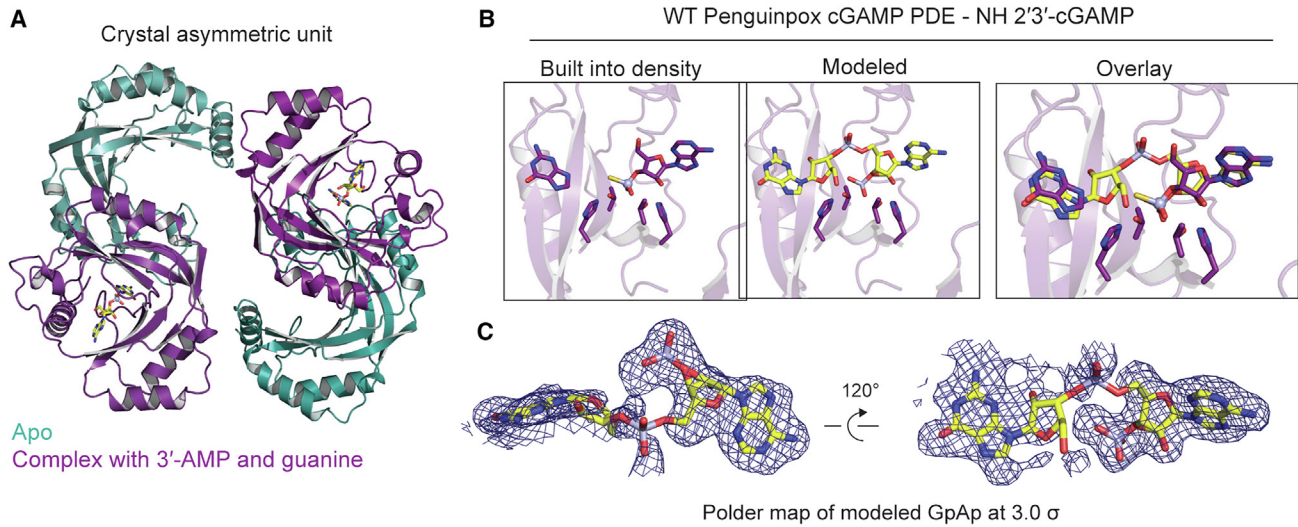 A
Crystal asymmetric unit
Apo
Complex with 3′-AMP and guanine
B
WT Penguinpox cGAMP PDE - NH 2′3′-cGAMP
Built into density
Modeled
Overlay
C
120°
Polder map of modeled GpAp at 3.0 σ